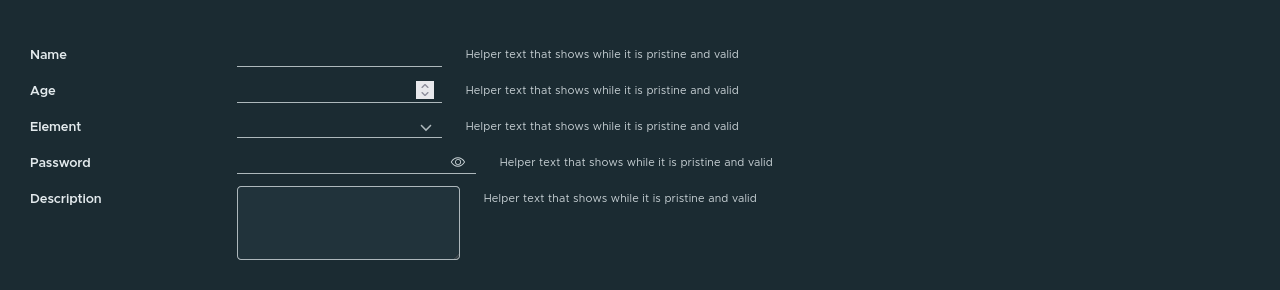 Name Helper text that shows while it is pristine and valid
Age Helper text that shows while it is pristine and valid
Element Helper text that shows while it is pristine and valid
Password Helper text that shows while it is pristine and valid
Description Helper text that shows while it is pristine and valid